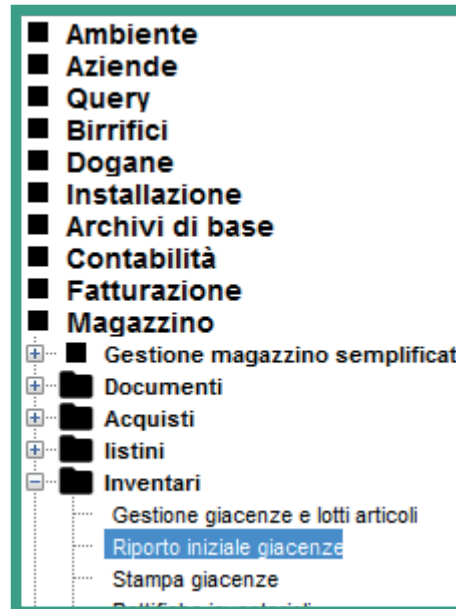 Ambiente
Aziende
Query
Birrifici
Dogane
Installazione
Archivi di base
Contabilità
Fatturazione
Magazzino
Gestione magazzino semplificat
Documenti
Acquisti
listini
Inventari
Gestione giacenze e lotti articoli
Riporto iniziale giacenze
Stampa giacenze